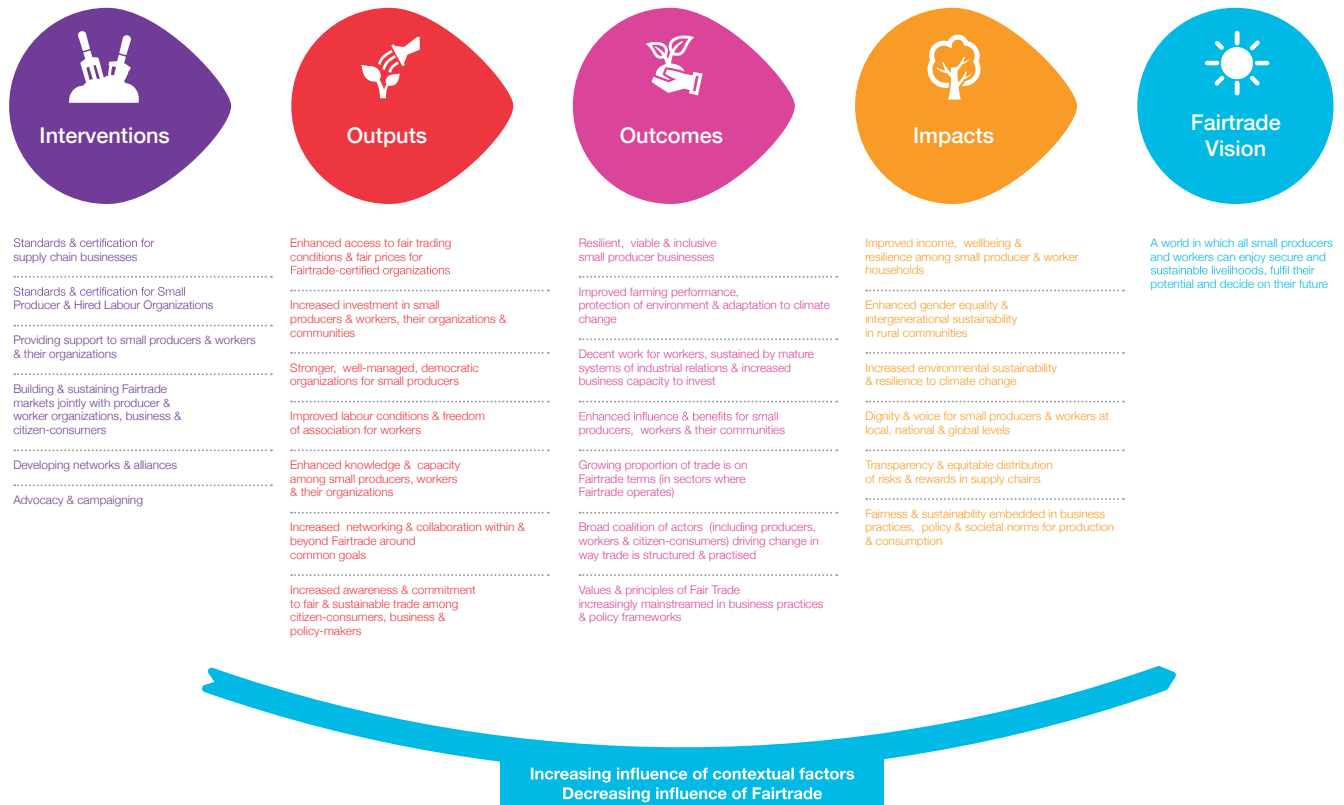 Interventions
Standards & certification for
supply chain businesses
Standards & certification for Small
Producer & Hired Labour Organizations
Providing support to small producers & workers
& their organizations
Building & sustaining Fairtrade
markets jointly with producer &
worker organizations, business &
citizen-consumers
Developing networks & alliances
Advocacy & campaigning
Outputs
Enhanced access to fair trading
conditions & fair prices for
Fairtrade-certified organizations
Increased investment in small
producers & workers, their organizations &
communities
Stronger, well-managed, democratic
organizations for small producers
Improved labour conditions & freedom
of association for workers
Enhanced knowledge & capacity
among small producers, workers
& their organizations
Increased networking & collaboration within &
beyond Fairtrade around
common goals
Increased awareness & commitment
to fair & sustainable trade among
citizen-consumers, business &
policy-makers
Outcomes
Resilient, viable & inclusive
small producer businesses
Improved farming performance,
protection of environment & adaptation to climate
change
Decent work for workers, sustained by mature
systems of industrial relations & increased
business capacity to invest
Enhanced influence & benefits for small
producers, workers & their communities
Growing proportion of trade is on
Fairtrade terms (in sectors where
Fairtrade operates)
Broad coalition of actors (including producers,
workers & citizen-consumers) driving change in
way trade is structured & practised
Values & principles of Fair Trade
increasingly mainstreamed in business practices
& policy frameworks
Impacts
Improved income, wellbeing &
resilience among small producer & worker
households
Enhanced gender equality &
intergenerational sustainability
in rural communities
Increased environmental sustainability
& resilience to climate change
Dignity & voice for small producers & workers at
local, national & global levels
Transparency & equitable distribution
of risks & rewards in supply chains
Fairness & sustainability embedded in business
practices, policy & societal norms for production
& consumption
Fairtrade
Vision
A world in which all small producers
and workers can enjoy secure and
sustainable livelihoods, fulfil their
potential and decide on their future
Increasing influence of contextual factors
Decreasing influence of Fairtrade